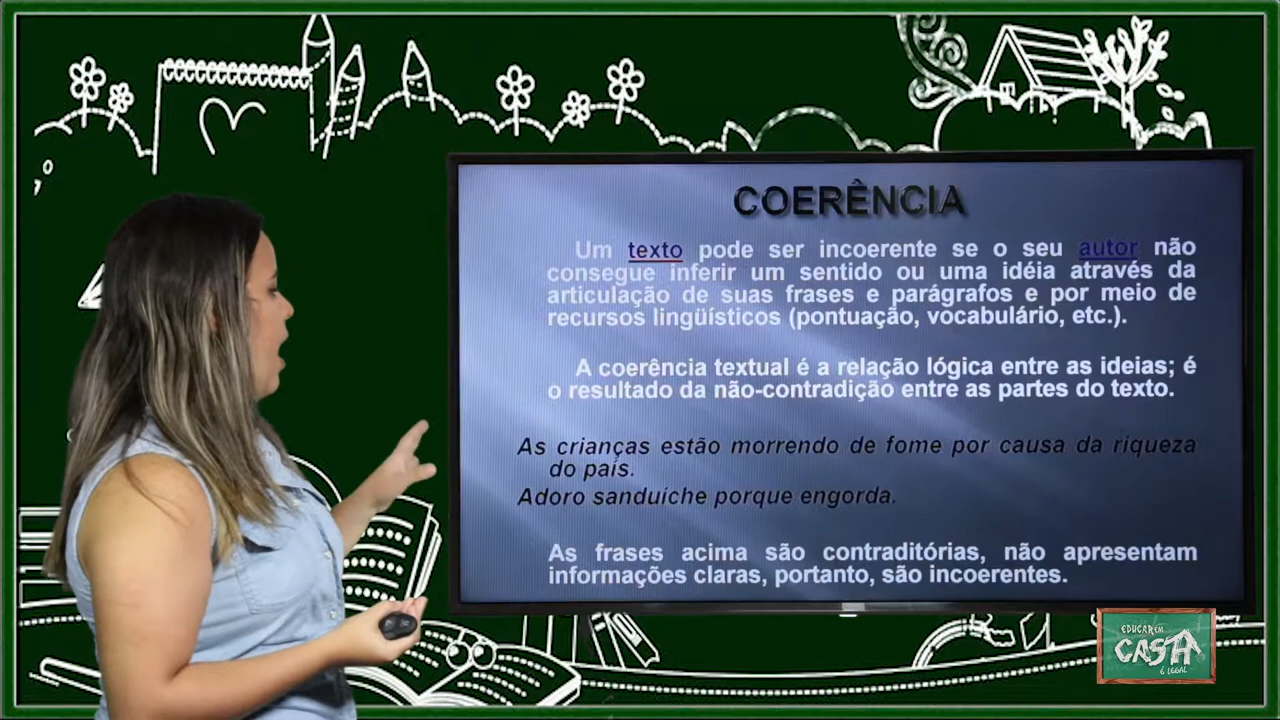 COERÊNCIA
Um texto pode ser incoerente se o seu autor não
consegue inferir um sentido ou uma idéia através da
articulação de suas frases e parágrafos e por meio de
recursos lingüísticos (pontuação, vocabulário, etc.).
A coerência textual é a relação lógica entre as ideias; é
o resultado da não-contradição entre as partes do texto.
As crianças estão morrendo de fome por causa da riqueza
do país.
Adoro sanduíche porque engorda.
As frases acima são contraditórias, não apresentam
informações claras, portanto, são incoerentes.
EDUCAR EM
CASA
É LEGAL